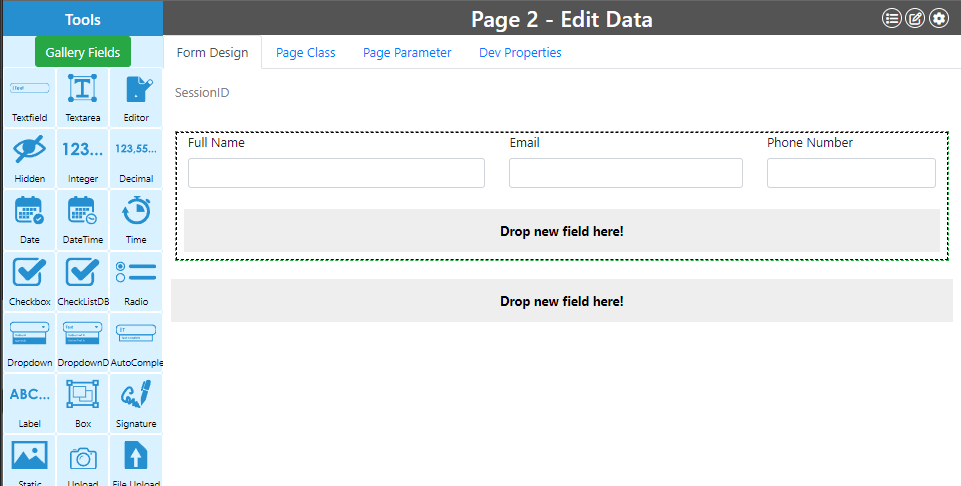 Tools
Page 2 - Edit Data
Gallery Fields
Form Design Page Class Page Parameter Dev Properties
Textfield Textarea Editor
SessionID
Full Name Email Phone Number
123... 123,55...
Hidden Integer Decimal
Date DateTime Time
Drop new field here!
Checkbox CheckListDB Radio
Drop new field here!
Dropdown DropdownD AutoComple
ABC...
Label Box Signature
Static Upload File Upload